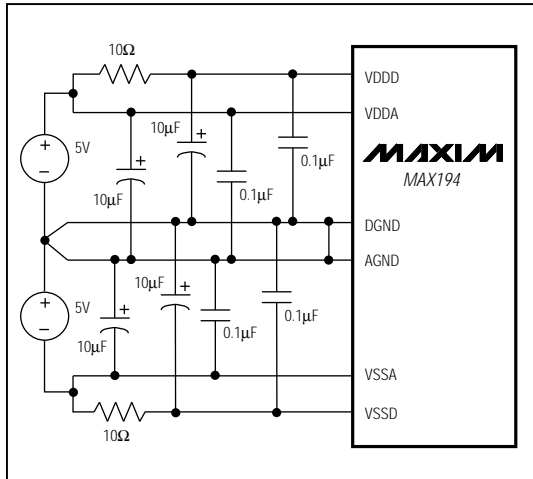 10Ω
VDDD
VDDA
+
5V
−
10μF
+
10μF
+
0.1μF
0.1μF
MAXIM
MAX194
DGND
AGND
+
5V
−
10μF
+
10μF
+
0.1μF
0.1μF
VSSA
VSSD
10Ω